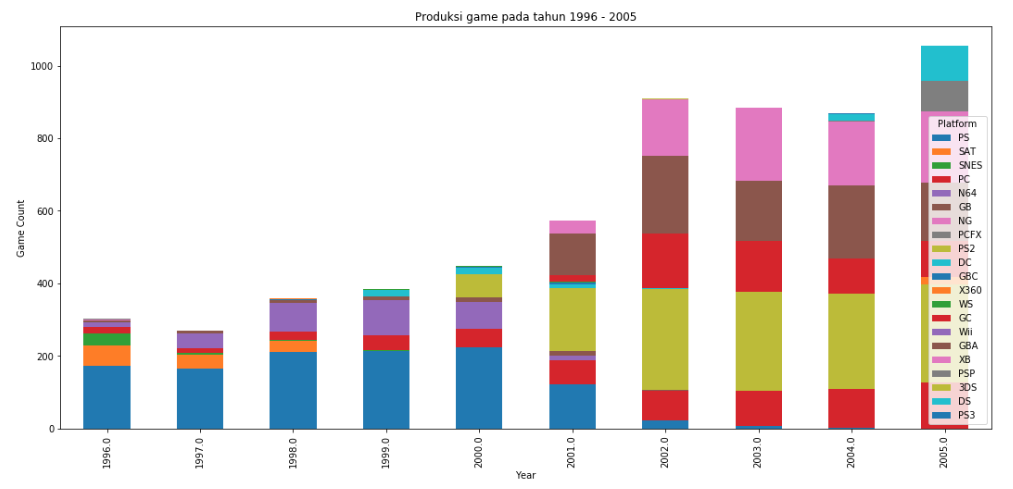 Produksi game pada tahun 1996 - 2005
Game Count
1000
800
600
400
200
0
Platform
PS
SAT
SNES
PC
N64
GB
NG
PCFX
PS2
DC
GBC
X360
WS
GC
Wii
GBA
XB
PSP
3DS
DS
PS3
1996.0
1997.0
1998.0
1999.0
2000.0
2001.0
2002.0
2003.0
2004.0
2005.0
Year